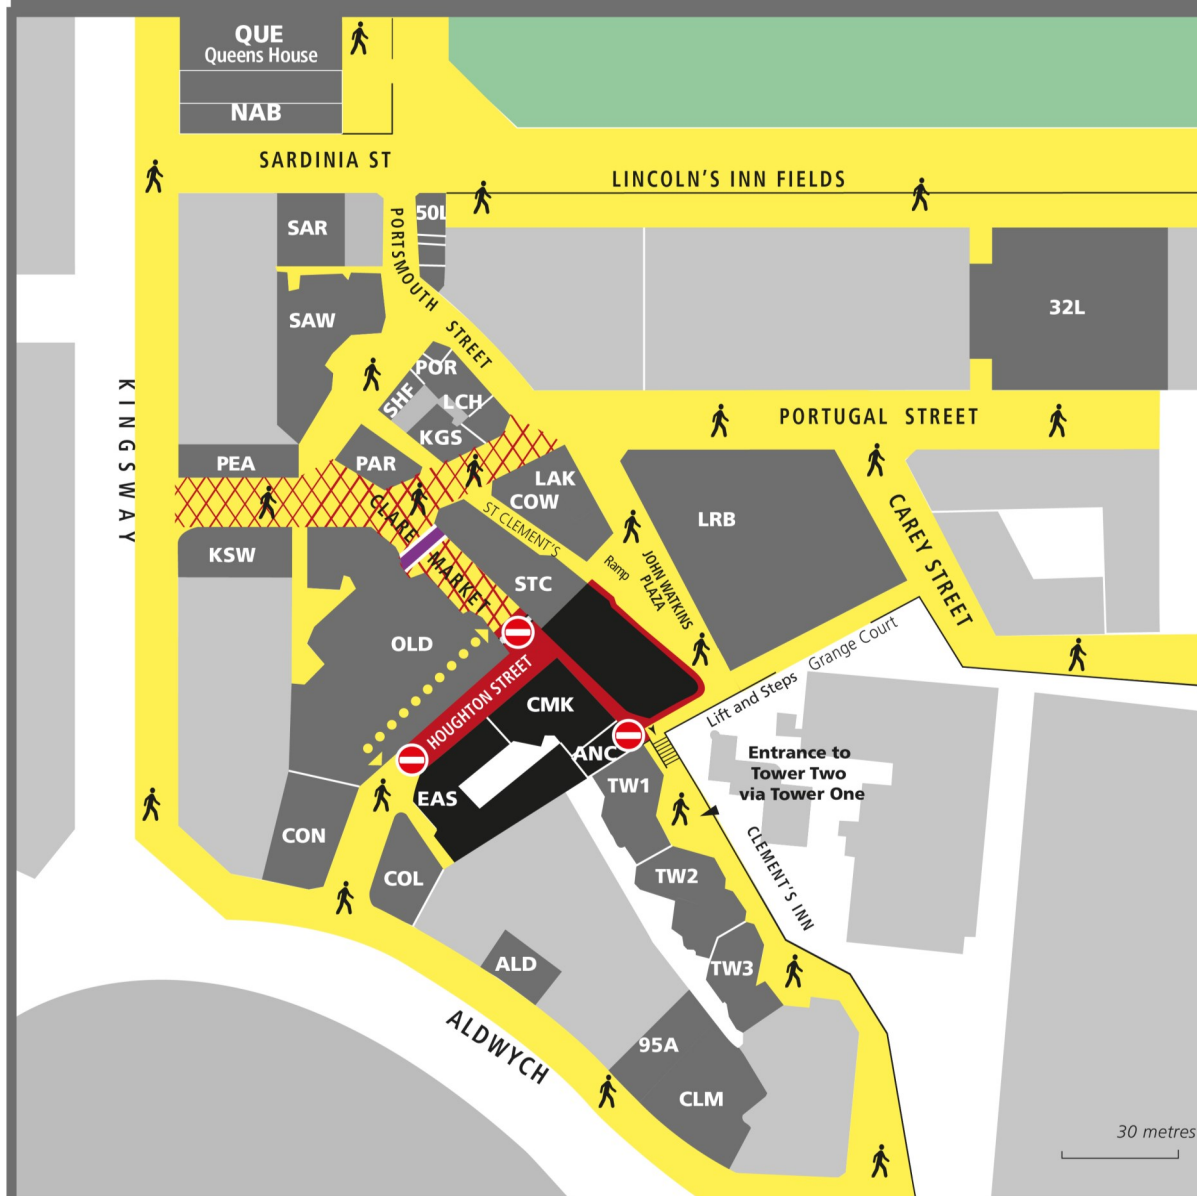 QUE
Queens House
NAB
SARDINIA ST
LINCOLN'S INN FIELDS
SAR
PORTSMOUTH STREET
50L
32L
SAW
KINGSWAY
POR
SHF
LCH
KGS
PORTUGAL STREET
PEA
PAR
LAK
COW
LRB
CAREY STREET
CLARE MARKET
ST CLEMENT'S
KSW
STC
Ramp
JOHN WATKINS
PLAZA
OLD
HOUGHTON STREET
Grange Court
CMK
Lift and Steps
ANC
EAS
TW1
Entrance to
Tower Two
via Tower One
CON
COL
TW2
CLEMENT'S INN
ALD
TW3
ALDWYCH
95A
CLM
30 metres